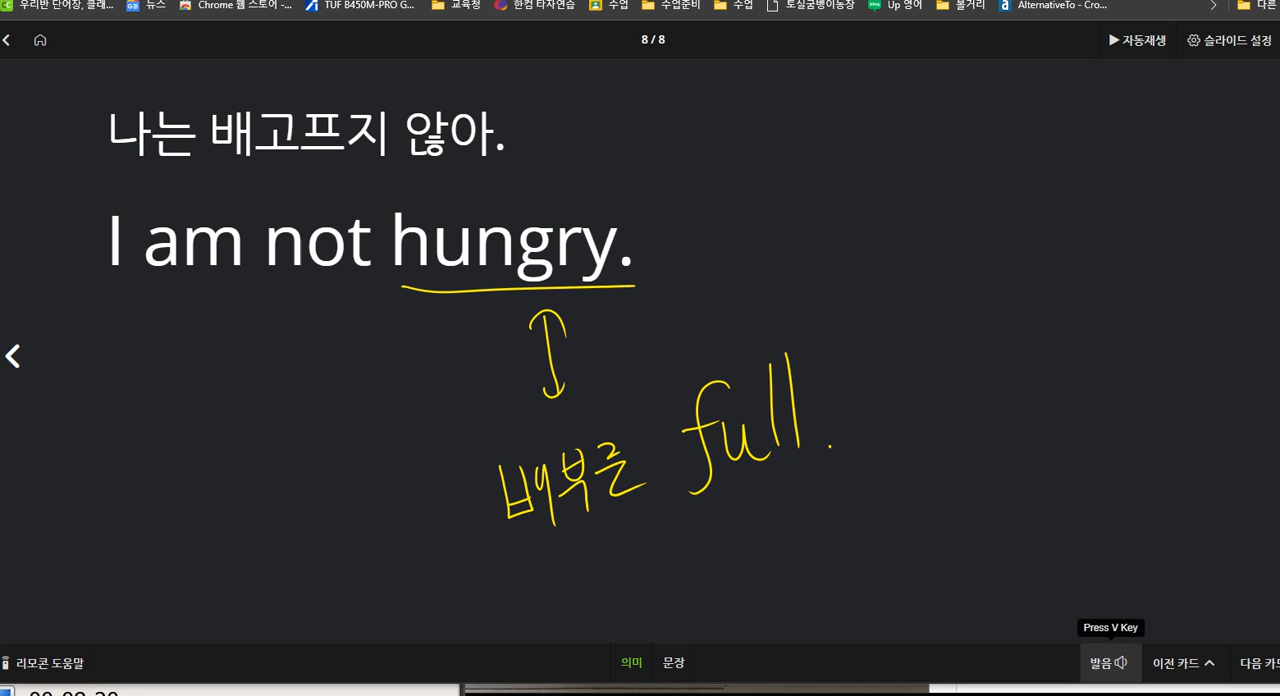 우리반 단어장, 클래... 뉴스 Chrome 웹 스토어 -... TUF B450M-PRO G... 교육청 한컴 타자연습 수업 수업준비 수업 토실굼벵이농장 Up 영어 볼거리 AlternativeTo - Cro... 다른
8 / 8 자동재생 슬라이드 설정
나는 배고프지 않아.
I am not hungry.
배부른 full.
Press V Key
리모콘 도움말 의미 문장 발음 이전 카드 다음